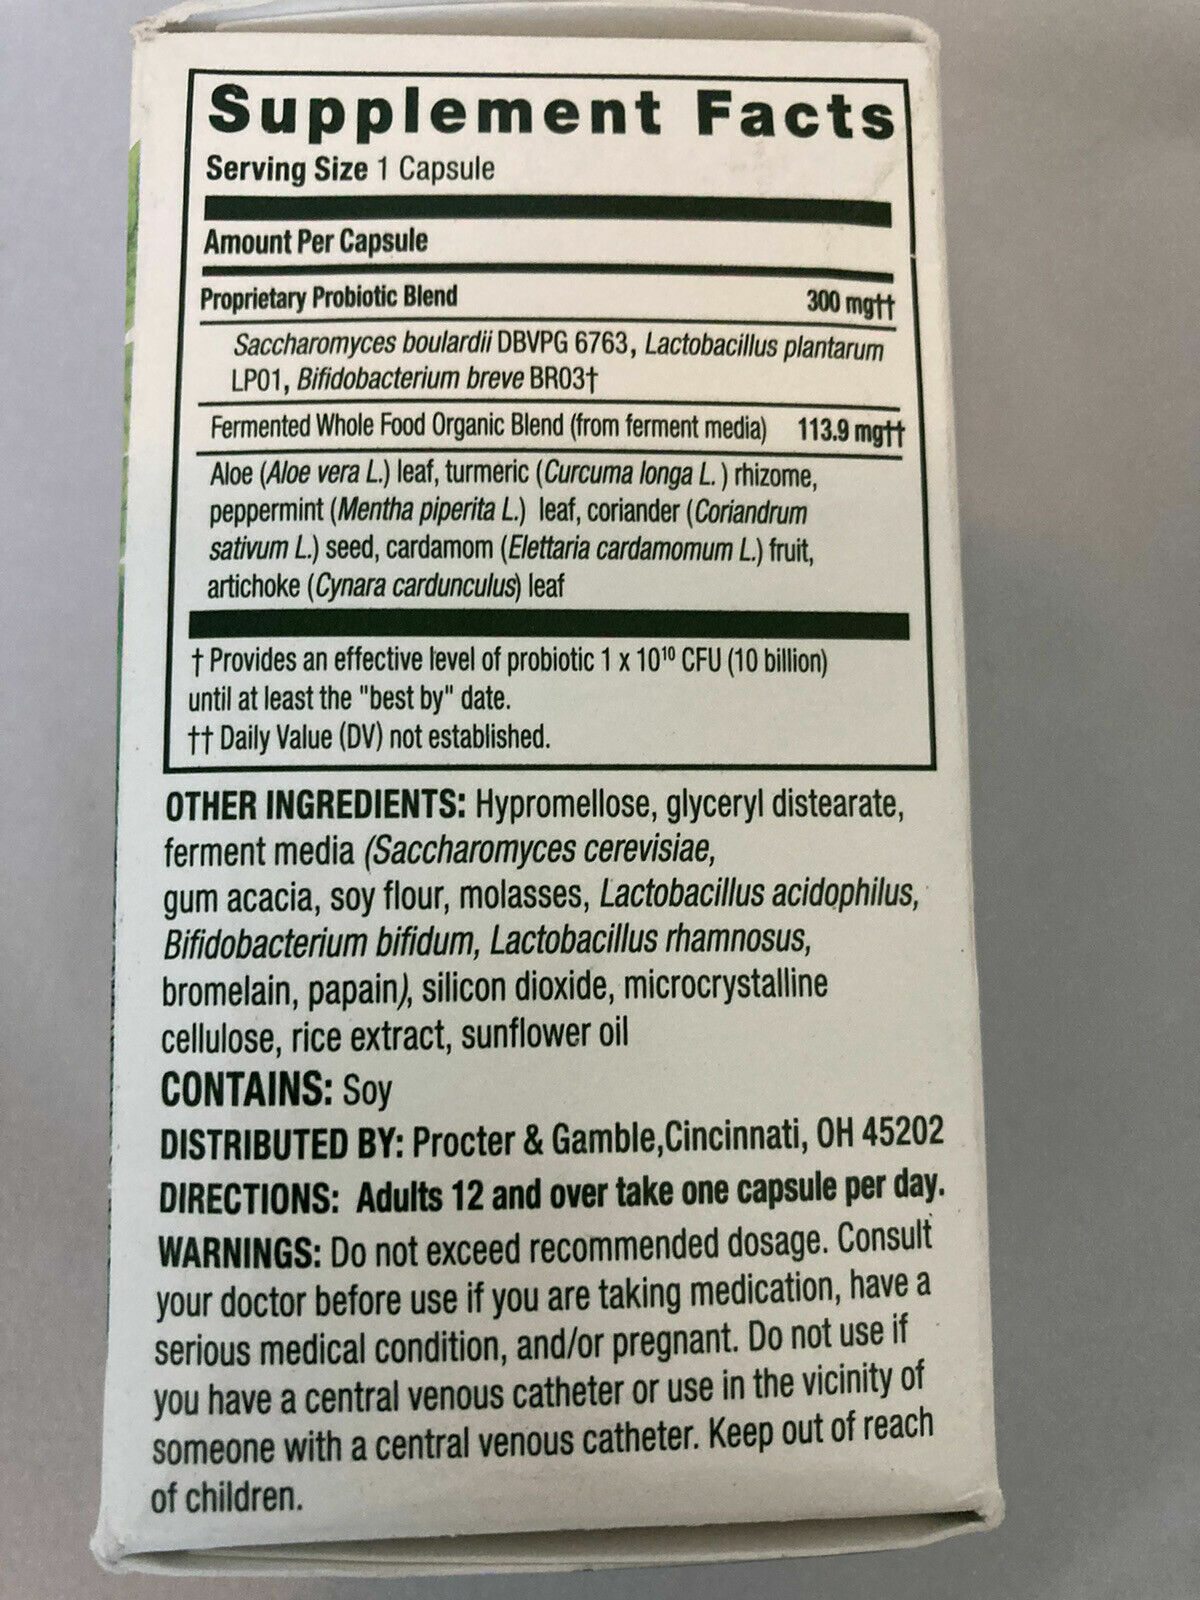 Supplement Facts
Serving Size 1 Capsule
Amount Per Capsule
Proprietary Probiotic Blend 300 mg††
Saccharomyces boulardii DBVPG 6763, Lactobacillus plantarum
LP01, Bifidobacterium breve BR03†
Fermented Whole Food Organic Blend (from ferment media) 113.9 mg††
Aloe (Aloe vera L.) leaf, turmeric (Curcuma longa L. ) rhizome,
peppermint (Mentha piperita L.) leaf, coriander (Coriandrum
sativum L.) seed, cardamom (Elettaria cardamomum L.) fruit,
artichoke (Cynara cardunculus) leaf
† Provides an effective level of probiotic 1 x 10¹⁰ CFU (10 billion)
until at least the "best by" date.
†† Daily Value (DV) not established.
OTHER INGREDIENTS: Hypromellose, glyceryl distearate,
ferment media (Saccharomyces cerevisiae,
gum acacia, soy flour, molasses, Lactobacillus acidophilus,
Bifidobacterium bifidum, Lactobacillus rhamnosus,
bromelain, papain), silicon dioxide, microcrystalline
cellulose, rice extract, sunflower oil
CONTAINS: Soy
DISTRIBUTED BY: Procter & Gamble,Cincinnati, OH 45202
DIRECTIONS: Adults 12 and over take one capsule per day.
WARNINGS: Do not exceed recommended dosage. Consult
your doctor before use if you are taking medication, have a
serious medical condition, and/or pregnant. Do not use if
you have a central venous catheter or use in the vicinity of
someone with a central venous catheter. Keep out of reach
of children.